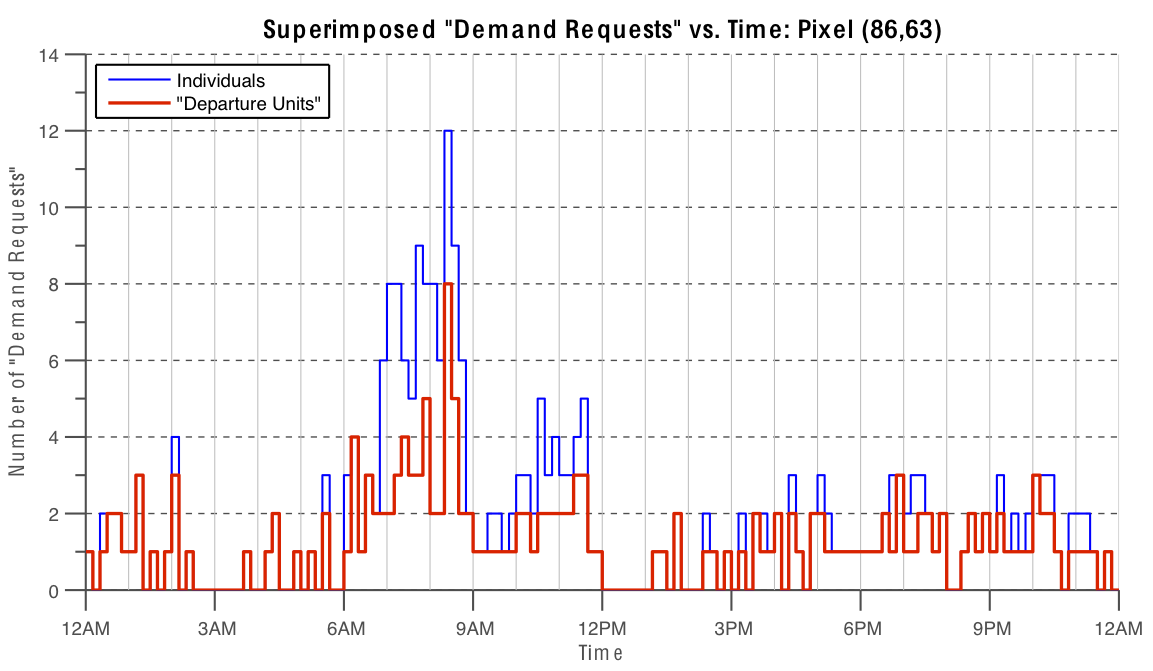 Superimposed "Demand Requests" vs. Time: Pixel (86,63)
Individuals
"Departure Units"
Number of "Demand Requests"
14
12
10
8
6
4
2
0
12AM 3AM 6AM 9AM 12PM 3PM 6PM 9PM 12AM
Time